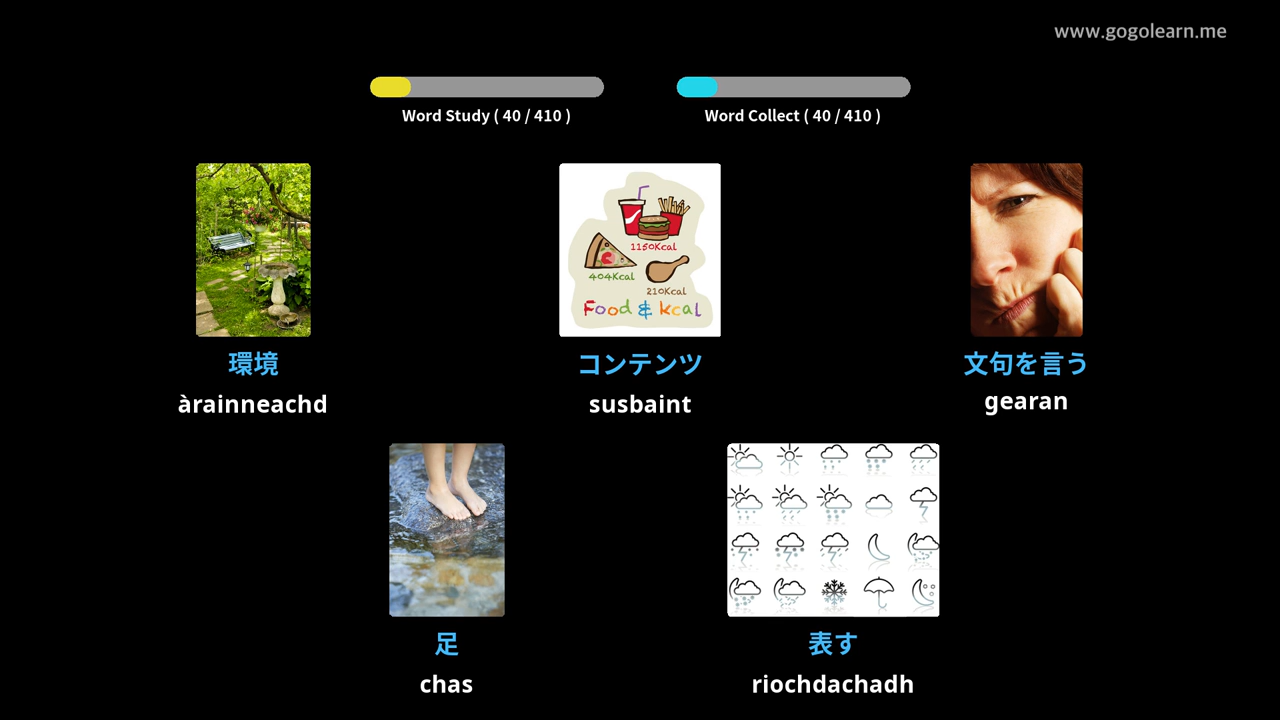 www.gogolearn.me
Word Study ( 40 / 410 )
Word Collect ( 40 / 410 )
1150Kcal
404Kcal
210Kcal
Food & kcal
環境
コンテンツ
文句を言う
àrainneachd
susbaint
gearan
足
表す
chas
riochdachadh